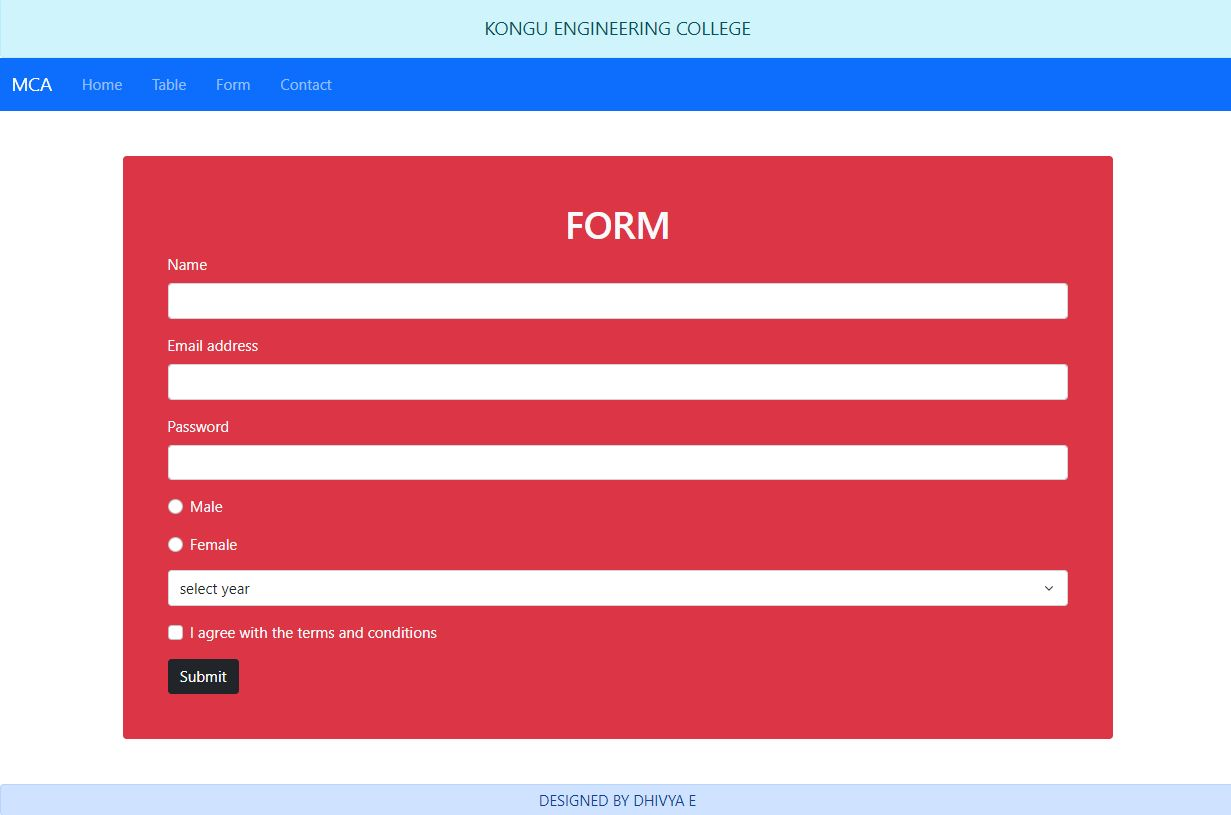 KONGU ENGINEERING COLLEGE
MCA Home Table Form Contact
FORM
Name
Email address
Password
Male
Female
select year
I agree with the terms and conditions
Submit
DESIGNED BY DHIVYA E